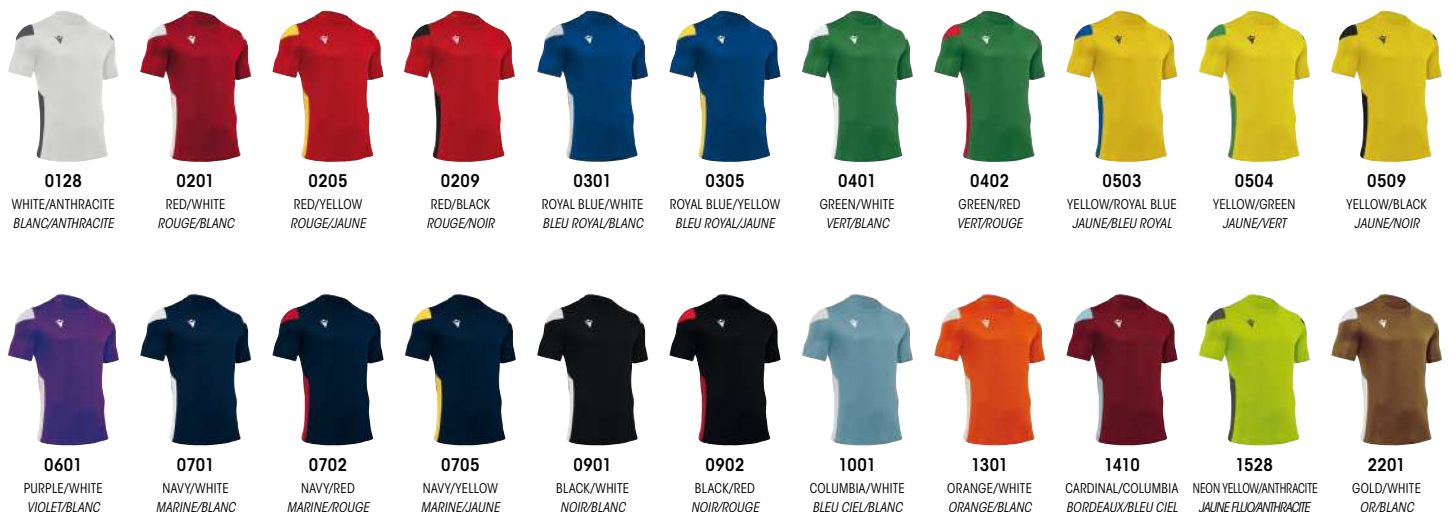 0128 0201 0205 0209 0301 0305 0401 0402 0503 0504 0509
WHITE/ANTHRACITE RED/WHITE RED/YELLOW RED/BLACK ROYAL BLUE/WHITE ROYAL BLUE/YELLOW GREEN/WHITE GREEN/RED YELLOW/ROYAL BLUE YELLOW/GREEN YELLOW/BLACK
BLANC/ANTHRACITE ROUGE/BLANC ROUGE/JAUNE ROUGE/NOIR BLEU ROYAL/BLANC BLEU ROYAL/JAUNE VERT/BLANC VERT/ROUGE JAUNE/BLEU ROYAL JAUNE/VERT JAUNE/NOIR
0601 0701 0702 0705 0901 0902 1001 1301 1410 1528 2201
PURPLE/WHITE NAVY/WHITE NAVY/RED NAVY/YELLOW BLACK/WHITE BLACK/RED COLUMBIA/WHITE ORANGE/WHITE CARDINAL/COLUMBIA NEON YELLOW/ANTHRACITE GOLD/WHITE
VIOLET/BLANC MARINE/BLANC MARINE/ROUGE MARINE/JAUNE NOIR/BLANC NOIR/ROUGE BLEU CIEL/BLANC ORANGE/BLANC BORDEAUX/BLEU CIEL JAUNE FLUO/ANTHRACITE OR/BLANC